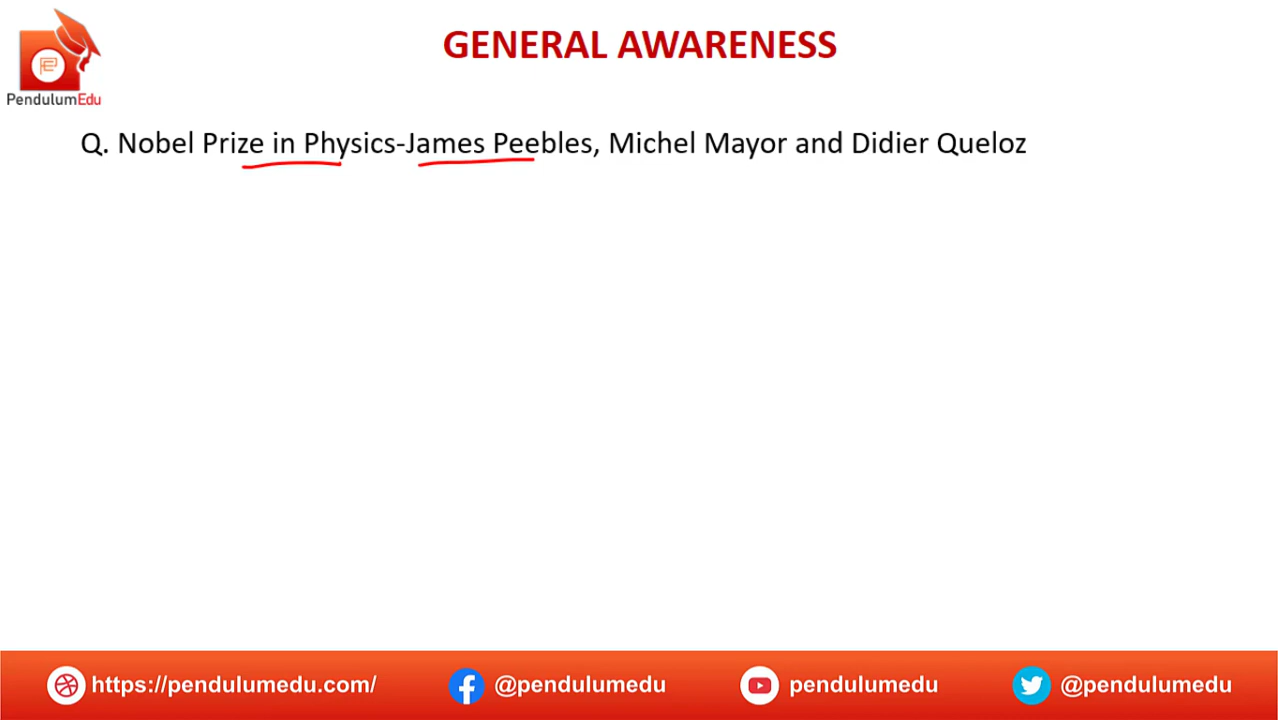 GENERAL AWARENESS
PendulumEdu
Q. Nobel Prize in Physics-James Peebles, Michel Mayor and Didier Queloz
https://pendulumedu.com/ @pendulumedu pendulumedu @pendulumedu